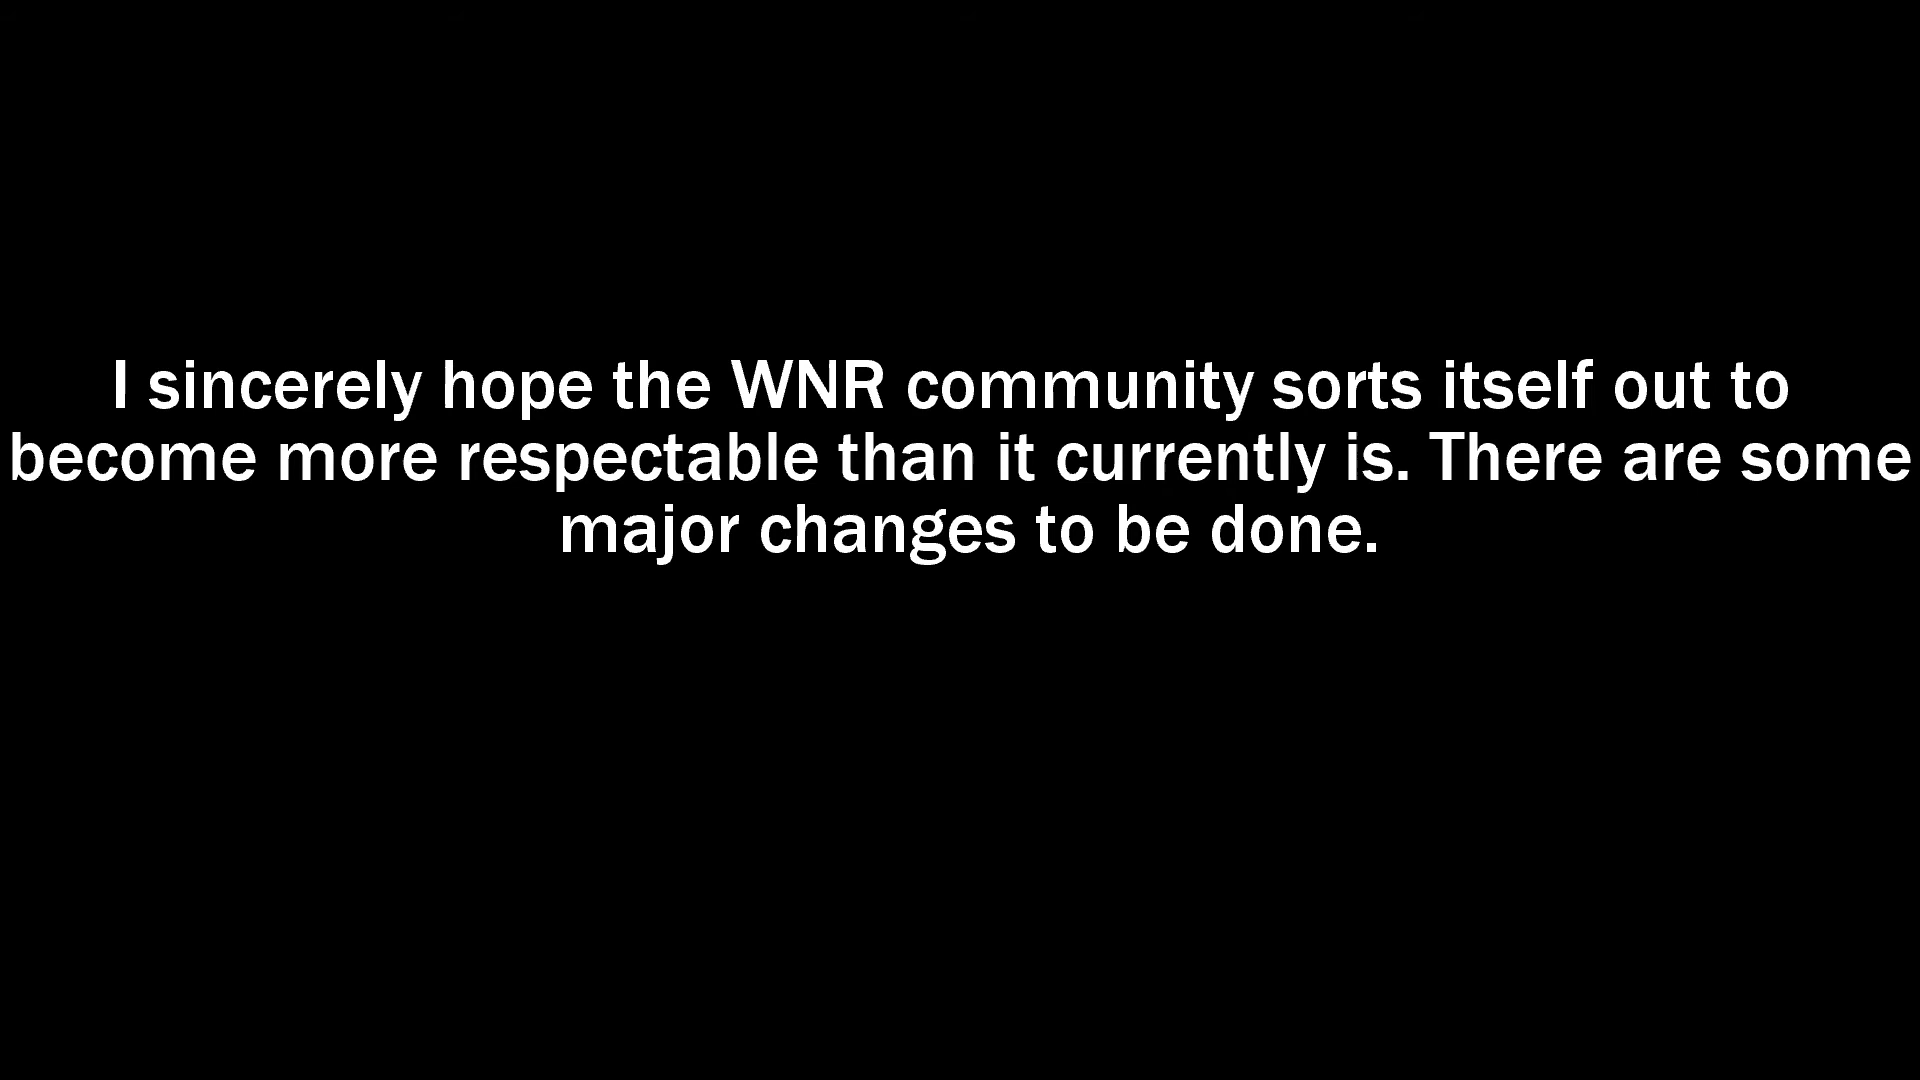 I sincerely hope the WNR community sorts itself out to
become more respectable than it currently is. There are some
major changes to be done.